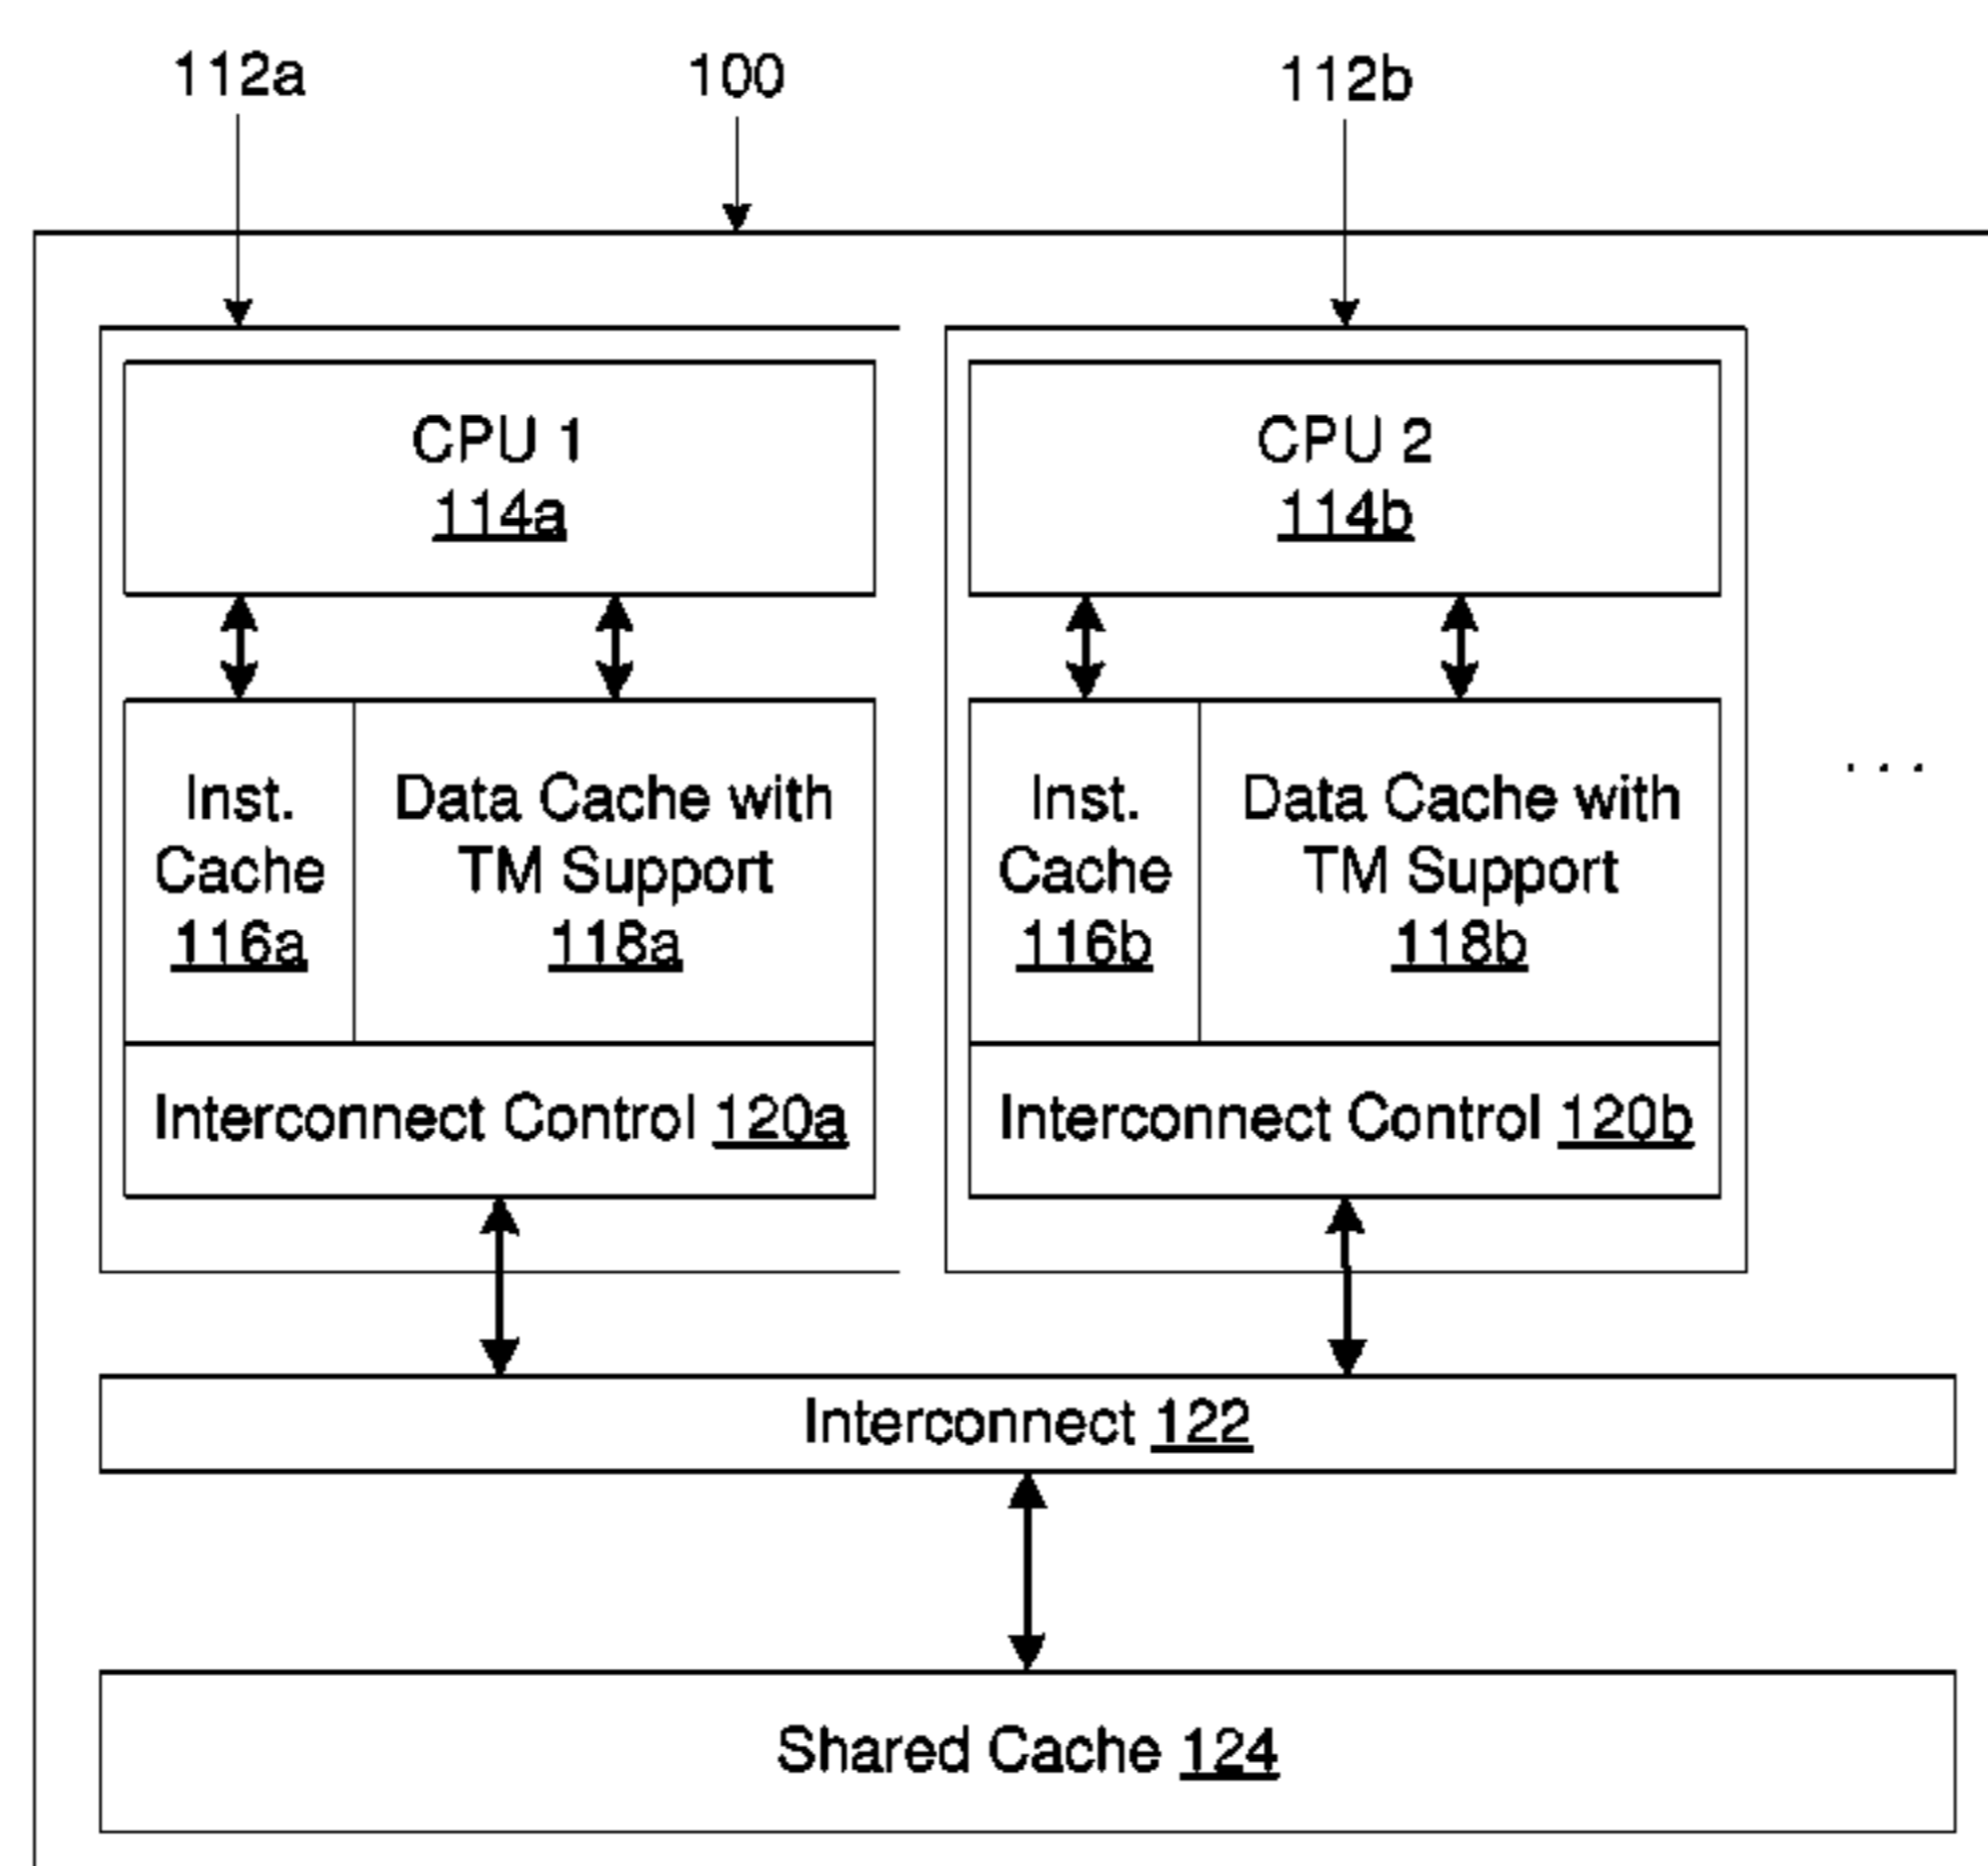 112a
100
112b
CPU 1
114a
CPU 2
114b
Inst.
Cache
116a
Data Cache with
TM Support
118a
Inst.
Cache
116b
Data Cache with
TM Support
118b
. . .
Interconnect Control 120a
Interconnect Control 120b
Interconnect 122
Shared Cache 124